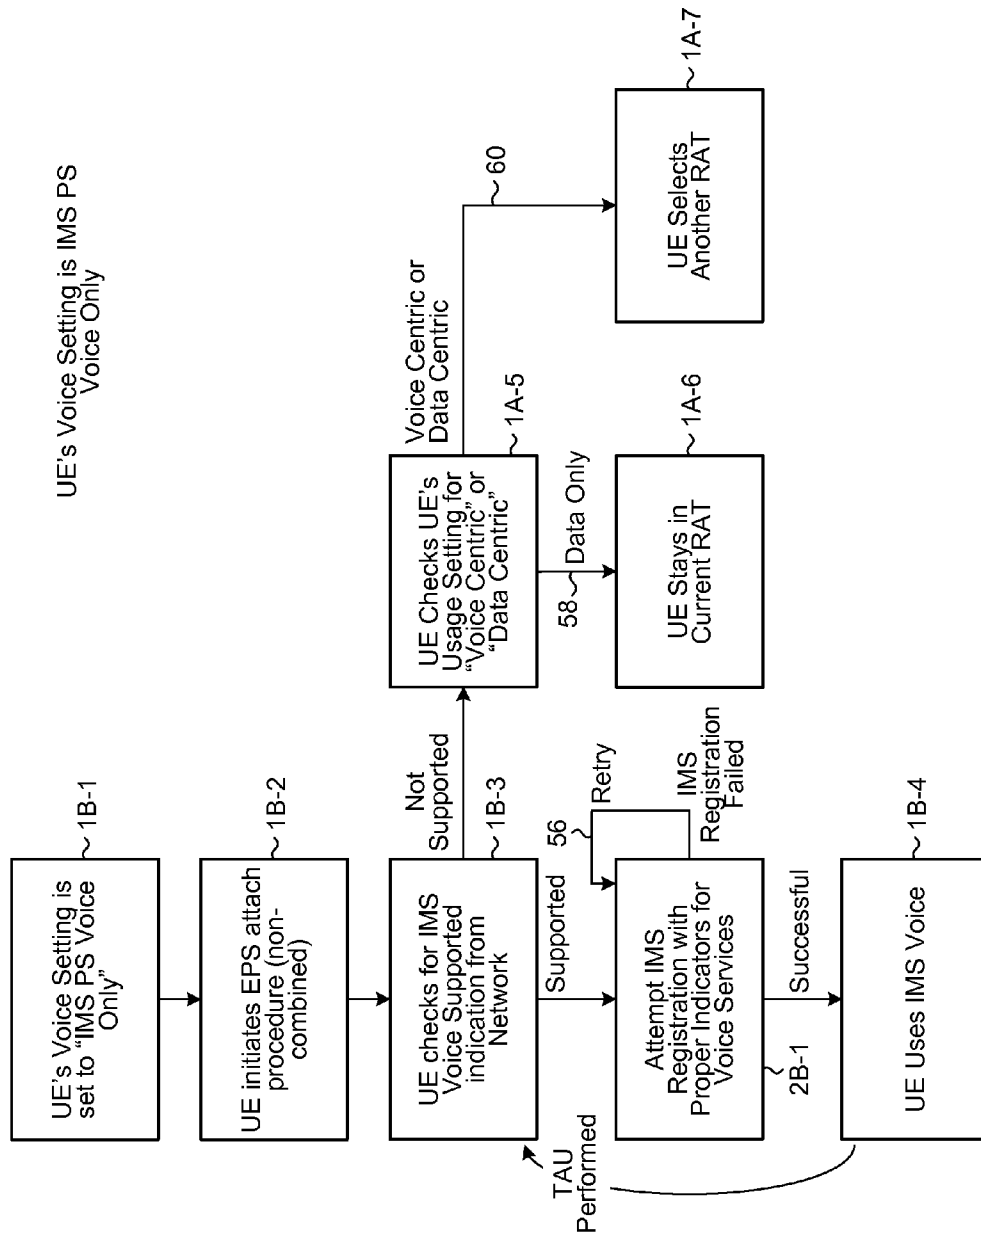 UE's Voice Setting is IMS PS
Voice Only
UE's Voice Setting is
set to “IMS PS Voice
Only”
1B-1
UE initiates EPS attach
procedure (non-
combined)
1B-2
UE checks for IMS
Voice Supported
indication from
Network
1B-3
Not
Supported
Supported
UE Checks UE's
Usage Setting for
“Voice Centric” or
“Data Centric”
1A-5
Voice Centric or
Data Centric
60
58
Data Only
UE Stays in
Current RAT
1A-6
UE Selects
Another RAT
1A-7
Attempt IMS
Registration with
Proper Indicators for
Voice Services
2B-1
56
Retry
IMS
Registration
Failed
Successful
UE Uses IMS Voice
1B-4
TAU
Performed